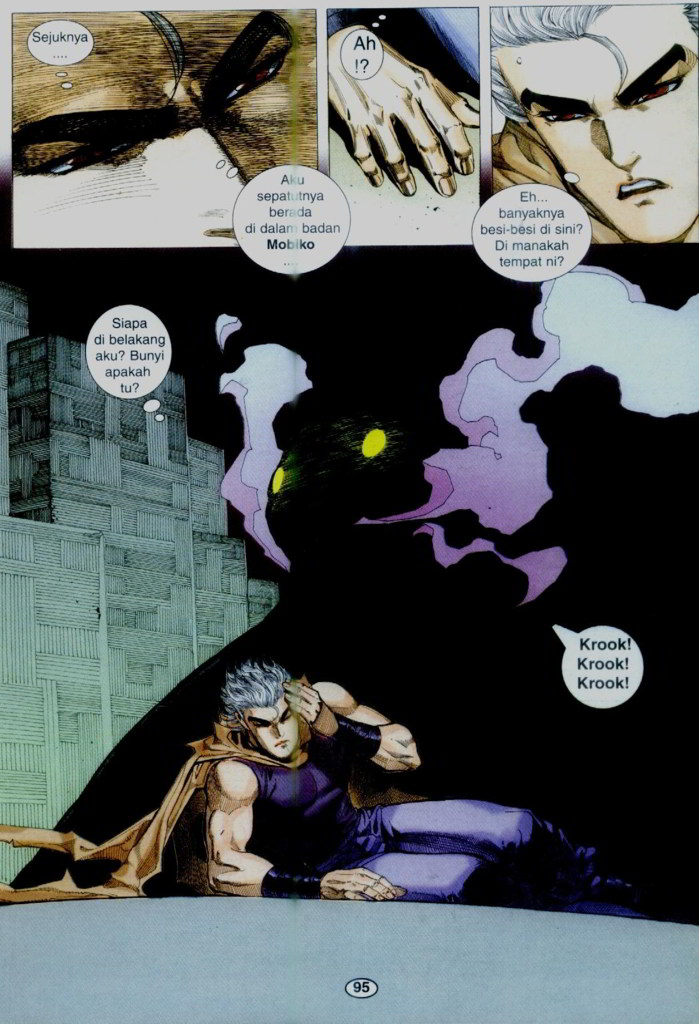 Sejuknya
....
Aku
sepatutnya
berada
di dalam badan
Mobiko
....
Ah
!?
Eh...
banyaknya
besi-besi di sini?
Di manakah
tempat ni?
Siapa
di belakang
aku? Bunyi
apakah
tu?
Krook!
Krook!
Krook!
95